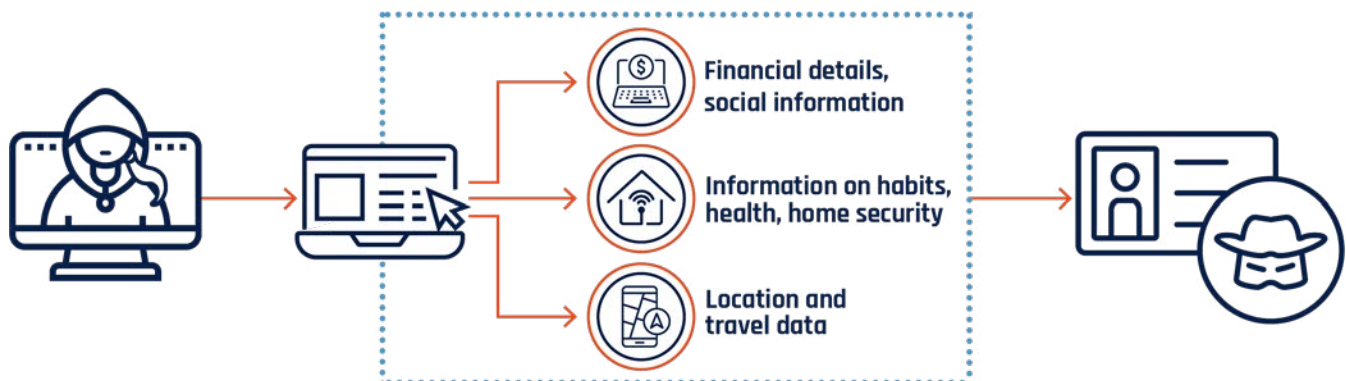 $
Financial details,
social information
Information on habits,
health, home security
Location and
travel data